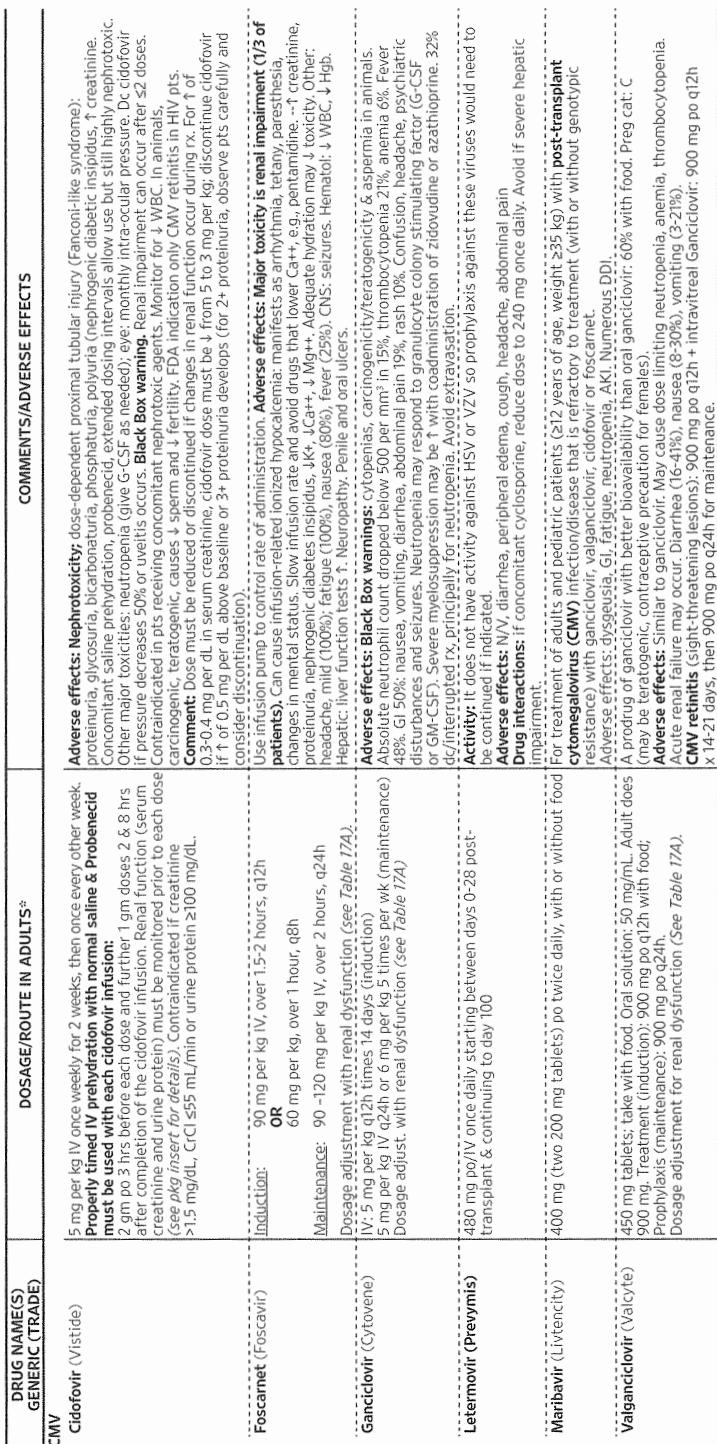 DRUG NAME(S)
GENERIC (TRADE)
DOSAGE/ROUTE IN ADULTS*
COMMENTS/ADVERSE EFFECTS
CMV
Cidofovir (Vistide)
5 mg per kg IV once weekly for 2 weeks, then once every other week.
Properly timed IV prehydration with normal saline & Probenecid
must be used with each cidofovir infusion:
2 gm po 3 hrs before each dose and further 1 gm doses 2 & 8 hrs
after completion of the cidofovir infusion. Renal function (serum
creatinine and urine protein) must be monitored prior to each dose
(see pkg insert for details). Contraindicated if creatinine
>1.5 mg/dL, CrCl ≤55 mL/min or urine protein ≥100 mg/dL.
Adverse effects: Nephrotoxicity; dose-dependent proximal tubular injury (Fanconi-like syndrome):
proteinuria, glycosuria, bicarbonaturia, phosphaturia, polyuria (nephrogenic diabetic insipidus, ↑ creatinine.
Concomitant saline prehydration, probenecid, extended dosing intervals allow use but still highly nephrotoxic.
Other major toxicities: neutropenia (give G-CSF as needed); eye: monthly intra-ocular pressure. Dc cidofovir
if pressure decreases 50% or uveitis occurs. Black Box warning. Renal impairment can occur after ≤2 doses.
Contraindicated in pts receiving concomitant nephrotoxic agents. Monitor for ↓ WBC. In animals,
carcinogenic, teratogenic, causes ↓ sperm and ↓ fertility. FDA indication only CMV retinitis in HIV pts.
Comment: Dose must be reduced or discontinued if changes in renal function occur during rx. For ↑ of
0.3-0.4 mg per dL in serum creatinine, cidofovir dose must be ↓ from 5 to 3 mg per kg; discontinue cidofovir
if ↑ of 0.5 mg per dL above baseline or 3+ proteinuria develops (for 2+ proteinuria, observe pts carefully and
consider discontinuation).
Foscarnet (Foscavir)
Induction: 90 mg per kg IV, over 1.5-2 hours, q12h
OR
60 mg per kg, over 1 hour, q8h
Maintenance: 90 -120 mg per kg IV, over 2 hours, q24h
Dosage adjustment with renal dysfunction (see Table 17A).
Use infusion pump to control rate of administration. Adverse effects: Major toxicity is renal impairment (1/3 of
patients). Can cause infusion-related ionized hypocalcemia: manifests as arrhythmia, tetany, paresthesia,
changes in mental status. Slow infusion rate and avoid drugs that lower Ca++, e.g., pentamidine. -↑ creatinine,
proteinuria, nephrogenic diabetes insipidus, ↓K+, ↓Ca++, ↓ Mg++. Adequate hydration may ↓ toxicity. Other:
headache, mild (100%); fatigue (100%), nausea (80%), fever (25%). CNS: seizures. Hematol: ↓ WBC, ↓ Hgb.
Hepatic: liver function tests ↑. Neuropathy. Penile and oral ulcers.
Ganciclovir (Cytovene)
IV: 5 mg per kg q12h times 14 days (induction)
5 mg per kg IV q24h or 6 mg per kg 5 times per wk (maintenance)
Dosage adjust. with renal dysfunction (see Table 17A)
Adverse effects: Black Box warnings: cytopenias, carcinogenicity/teratogenicity & aspermia in animals.
Absolute neutrophil count dropped below 500 per mm³ in 15%, thrombocytopenia 21%, anemia 6%. Fever
48%. GI 50%: nausea, vomiting, diarrhea, abdominal pain 19%, rash 10%. Confusion, headache, psychiatric
disturbances and seizures. Neutropenia may respond to granulocyte colony stimulating factor (G-CSF
or GM-CSF). Severe myelosuppression may be ↑ with coadministration of zidovudine or azathioprine. 32%
dc/interrupted rx, principally for neutropenia. Avoid extravasation.
Letermovir (Prevymis)
480 mg po/IV once daily starting between days 0-28 post-
transplant & continuing to day 100
Activity: It does not have activity against HSV or VZV so prophylaxis against these viruses would need to
be continued if indicated.
Adverse effects: N/V, diarrhea, peripheral edema, cough, headache, abdominal pain
Drug interactions: if concomitant cyclosporine, reduce dose to 240 mg once daily. Avoid if severe hepatic
impairment.
Maribavir (Livtencity)
400 mg (two 200 mg tablets) po twice daily, with or without food
For treatment of adults and pediatric patients (≥12 years of age, weight ≥35 kg) with post-transplant
cytomegalovirus (CMV) infection/disease that is refractory to treatment (with or without genotypic
resistance) with ganciclovir, valganciclovir, cidofovir or foscarnet.
Adverse effects: dysgeusia, GI, fatigue, neutropenia, AKI. Numerous DDI.
Valganciclovir (Valcyte)
450 mg tablets; take with food. Oral solution: 50 mg/mL. Adult does
900 mg. Treatment (induction): 900 mg po q12h with food;
Prophylaxis (maintenance): 900 mg po q24h.
Dosage adjustment for renal dysfunction (See Table 17A).
A prodrug of ganciclovir with better bioavailability than oral ganciclovir: 60% with food. Preg cat: C
(may be teratogenic, contraceptive precaution for females).
Adverse effects: Similar to ganciclovir. May cause dose limiting neutropenia, anemia, thrombocytopenia.
Acute renal failure may occur. Diarrhea (16-41%), nausea (8-30%), vomiting (3-21%).
CMV retinitis (sight-threatening lesions): 900 mg po q12h + intravitreal Ganciclovir: 900 mg po q12h
x 14-21 days, then 900 mg po q24h for maintenance.